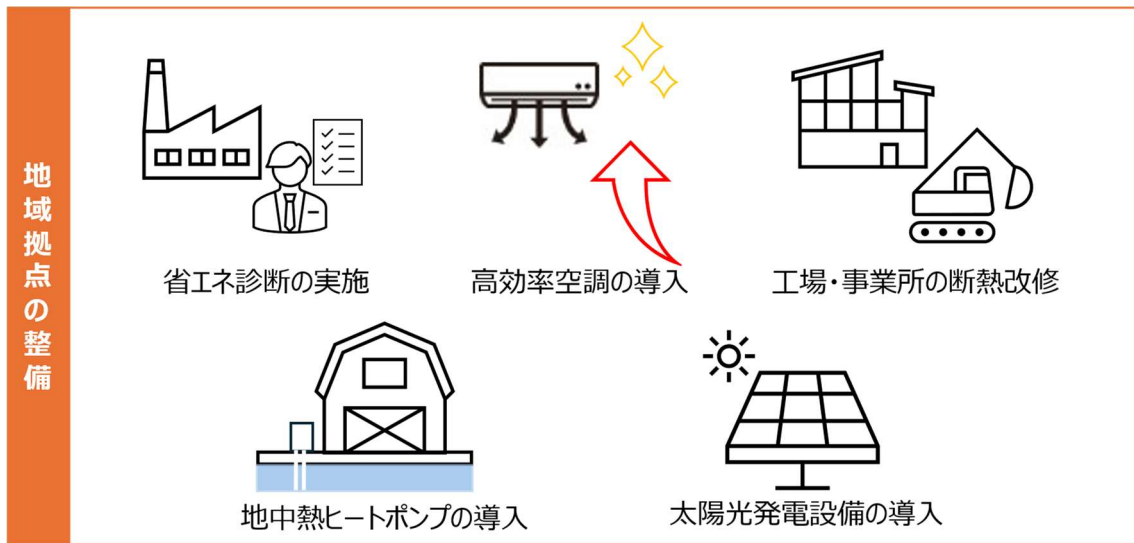 地域拠点の整備
省エネ診断の実施
高効率空調の導入
工場・事業所の断熱改修
地中熱ヒートポンプの導入
太陽光発電設備の導入